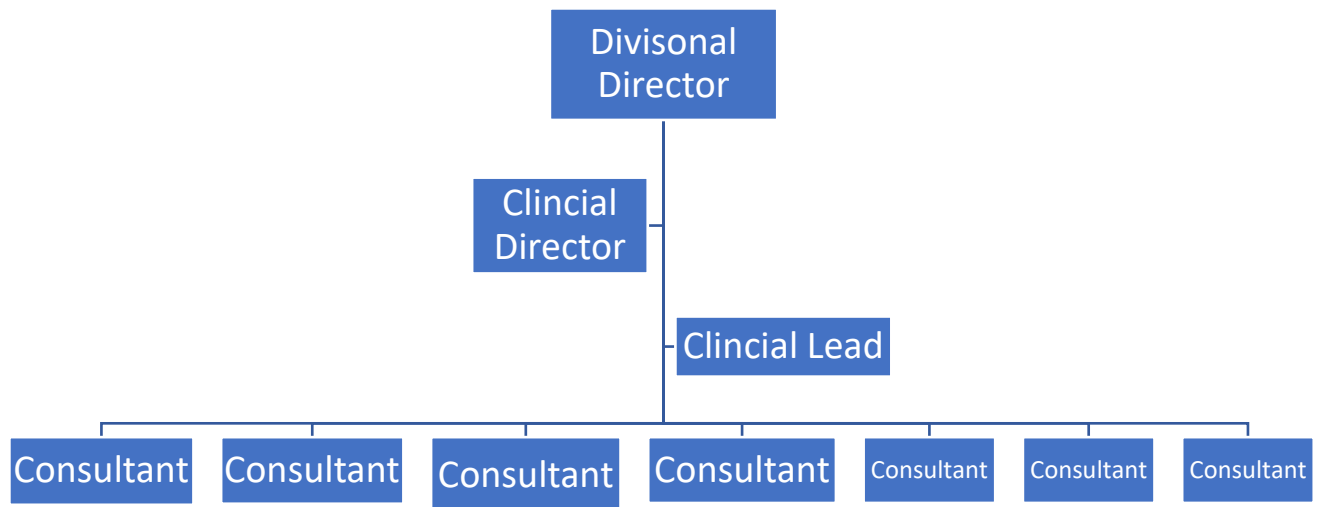 Divisonal
Director
Clincial
Director
Clincial Lead
Consultant
Consultant
Consultant
Consultant
Consultant
Consultant
Consultant